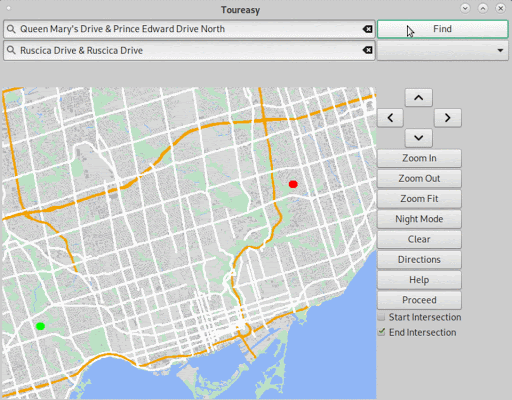 Toureasy
Queen Mary's Drive & Prince Edward Drive North
Find
Ruscica Drive & Ruscica Drive
Zoom In
Zoom Out
Zoom Fit
Night Mode
Clear
Directions
Help
Proceed
Start Intersection
End Intersection